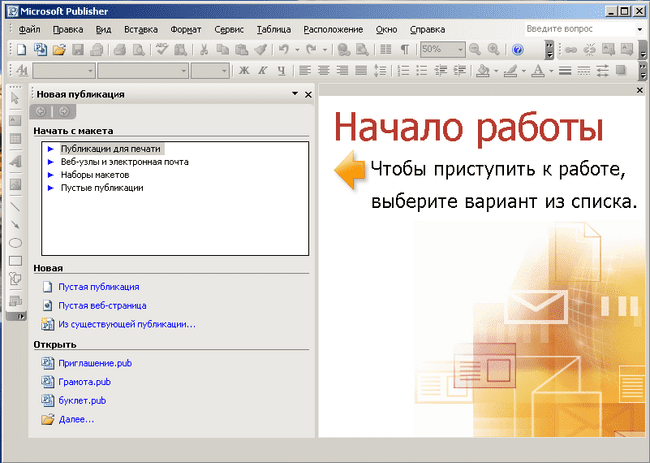 Microsoft Publisher
Файл Правка Вид Вставка Формат Сервис Таблица Расположение Окно Справка Введите вопрос
50%
Ж К Ч
Новая публикация
Начать с макета
Публикации для печати
Веб-узлы и электронная почта
Наборы макетов
Пустые публикации
Новая
Пустая публикация
Пустая веб-страница
Из существующей публикации...
Открыть
Приглашение.pub
Грамота.pub
буклет.pub
Далее...
Начало работы
Чтобы приступить к работе,
выберите вариант из списка.